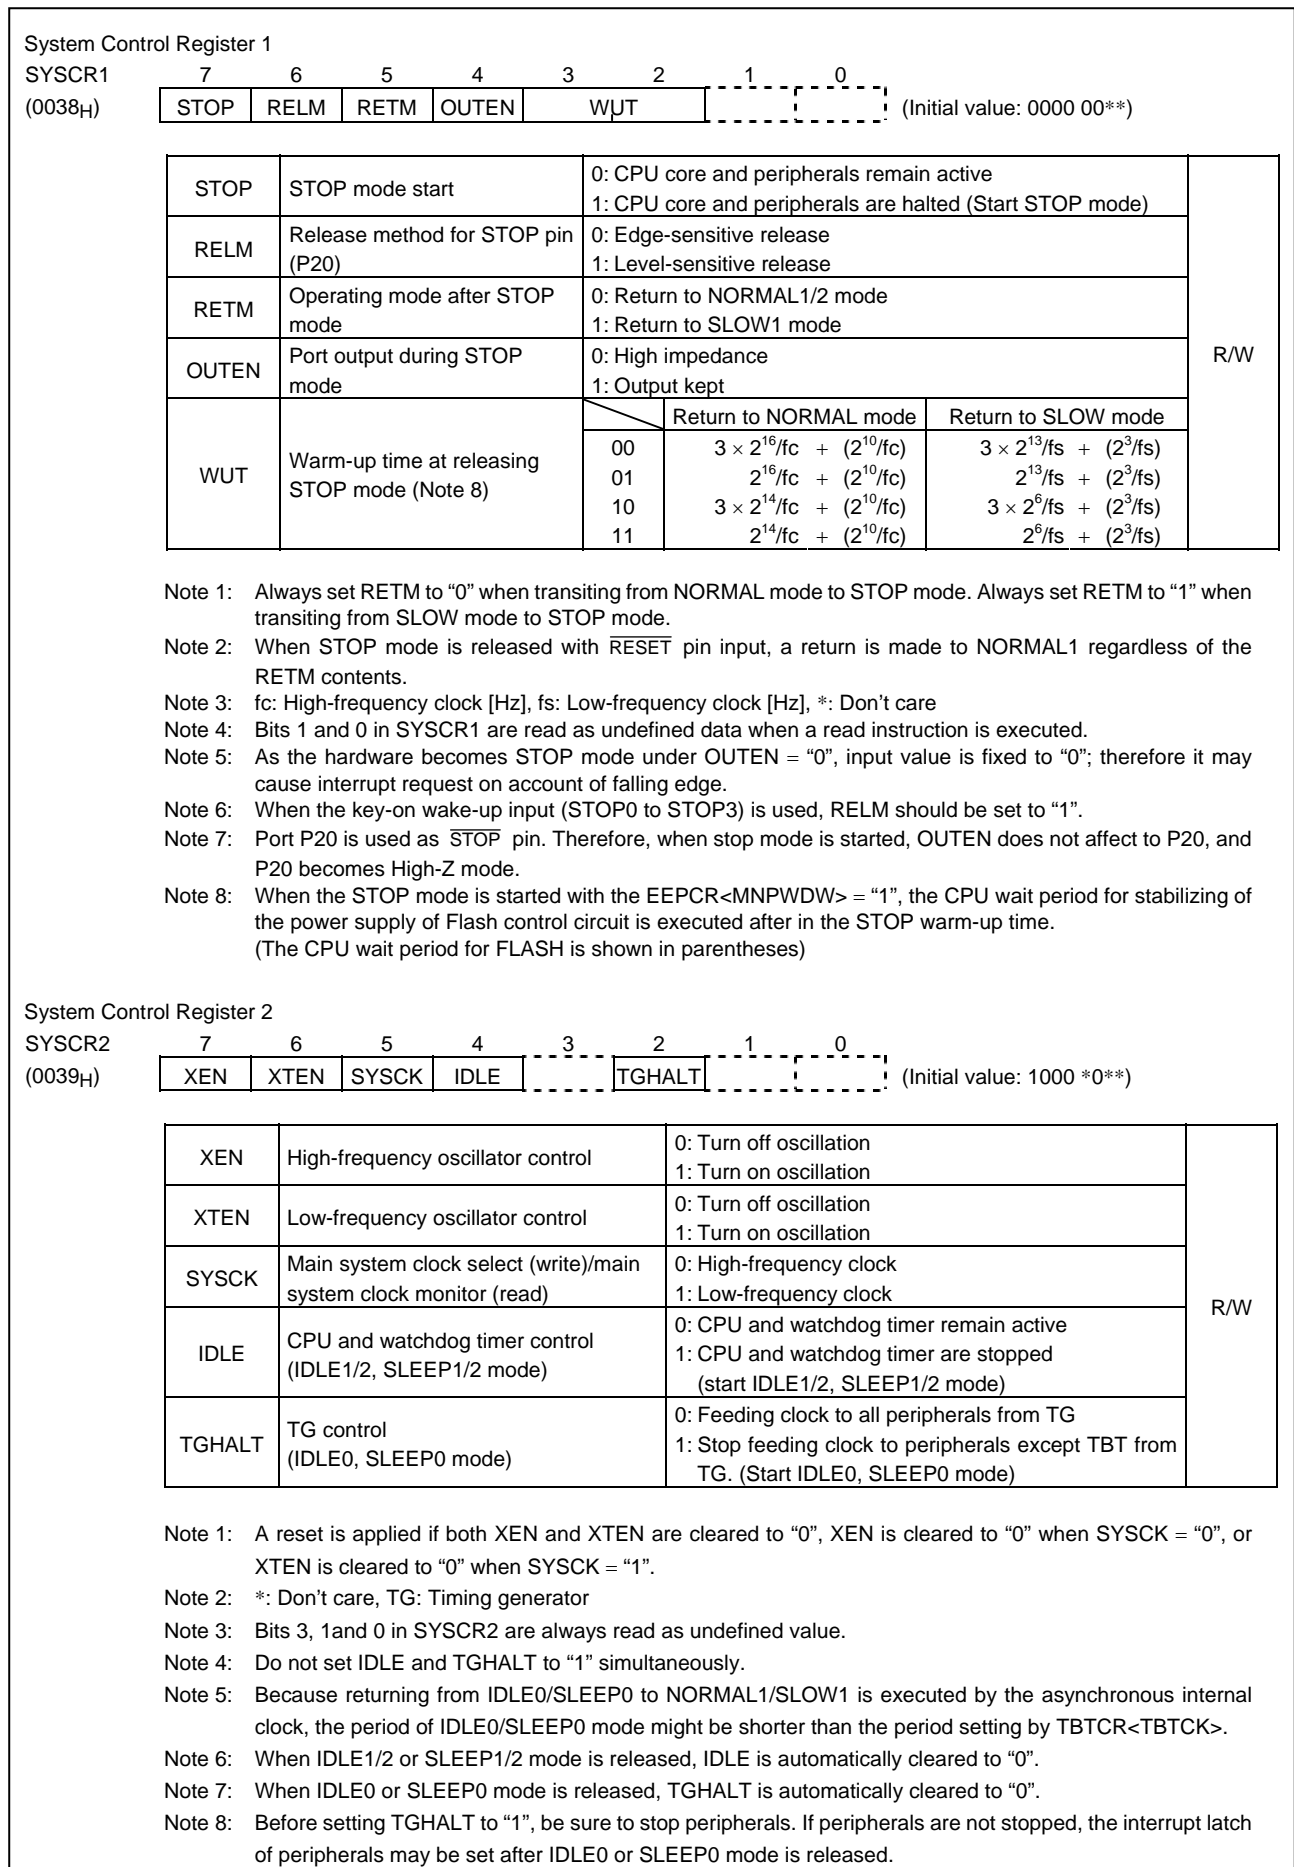 System Control Register 1
SYSCR1 7 6 5 4 3 2 1 0
(0038H) STOP RELM RETM OUTEN WUT (Initial value: 0000 00**)
STOP STOP mode start 0: CPU core and peripherals remain active
1: CPU core and peripherals are halted (Start STOP mode)
RELM Release method for STOP pin (P20) 0: Edge-sensitive release
1: Level-sensitive release
RETM Operating mode after STOP mode 0: Return to NORMAL1/2 mode
1: Return to SLOW1 mode
OUTEN Port output during STOP mode 0: High impedance
1: Output kept
R/W
WUT Warm-up time at releasing STOP mode (Note 8)
Return to NORMAL mode Return to SLOW mode
00 3 × 2^16/fc + (2^10/fc) 3 × 2^13/fs + (2^3/fs)
01 2^16/fc + (2^10/fc) 2^13/fs + (2^3/fs)
10 3 × 2^14/fc + (2^10/fc) 3 × 2^6/fs + (2^3/fs)
11 2^14/fc + (2^10/fc) 2^6/fs + (2^3/fs)
Note 1: Always set RETM to “0” when transiting from NORMAL mode to STOP mode. Always set RETM to “1” when
transiting from SLOW mode to STOP mode.
Note 2: When STOP mode is released with RESET pin input, a return is made to NORMAL1 regardless of the
RETM contents.
Note 3: fc: High-frequency clock [Hz], fs: Low-frequency clock [Hz], *: Don’t care
Note 4: Bits 1 and 0 in SYSCR1 are read as undefined data when a read instruction is executed.
Note 5: As the hardware becomes STOP mode under OUTEN = “0”, input value is fixed to “0”; therefore it may
cause interrupt request on account of falling edge.
Note 6: When the key-on wake-up input (STOP0 to STOP3) is used, RELM should be set to “1”.
Note 7: Port P20 is used as STOP pin. Therefore, when stop mode is started, OUTEN does not affect to P20, and
P20 becomes High-Z mode.
Note 8: When the STOP mode is started with the EEPCR<MNPWDW> = “1”, the CPU wait period for stabilizing of
the power supply of Flash control circuit is executed after in the STOP warm-up time.
(The CPU wait period for FLASH is shown in parentheses)
System Control Register 2
SYSCR2 7 6 5 4 3 2 1 0
(0039H) XEN XTEN SYSCK IDLE TGHALT (Initial value: 1000 *0**)
XEN High-frequency oscillator control 0: Turn off oscillation
1: Turn on oscillation
XTEN Low-frequency oscillator control 0: Turn off oscillation
1: Turn on oscillation
SYSCK Main system clock select (write)/main system clock monitor (read) 0: High-frequency clock
1: Low-frequency clock
R/W
IDLE CPU and watchdog timer control (IDLE1/2, SLEEP1/2 mode) 0: CPU and watchdog timer remain active
1: CPU and watchdog timer are stopped
(start IDLE1/2, SLEEP1/2 mode)
TGHALT TG control (IDLE0, SLEEP0 mode) 0: Feeding clock to all peripherals from TG
1: Stop feeding clock to peripherals except TBT from
TG. (Start IDLE0, SLEEP0 mode)
Note 1: A reset is applied if both XEN and XTEN are cleared to “0”, XEN is cleared to “0” when SYSCK = “0”, or
XTEN is cleared to “0” when SYSCK = “1”.
Note 2: *: Don’t care, TG: Timing generator
Note 3: Bits 3, 1and 0 in SYSCR2 are always read as undefined value.
Note 4: Do not set IDLE and TGHALT to “1” simultaneously.
Note 5: Because returning from IDLE0/SLEEP0 to NORMAL1/SLOW1 is executed by the asynchronous internal
clock, the period of IDLE0/SLEEP0 mode might be shorter than the period setting by TBTCR<TBTCK>.
Note 6: When IDLE1/2 or SLEEP1/2 mode is released, IDLE is automatically cleared to “0”.
Note 7: When IDLE0 or SLEEP0 mode is released, TGHALT is automatically cleared to “0”.
Note 8: Before setting TGHALT to “1”, be sure to stop peripherals. If peripherals are not stopped, the interrupt latch
of peripherals may be set after IDLE0 or SLEEP0 mode is released.